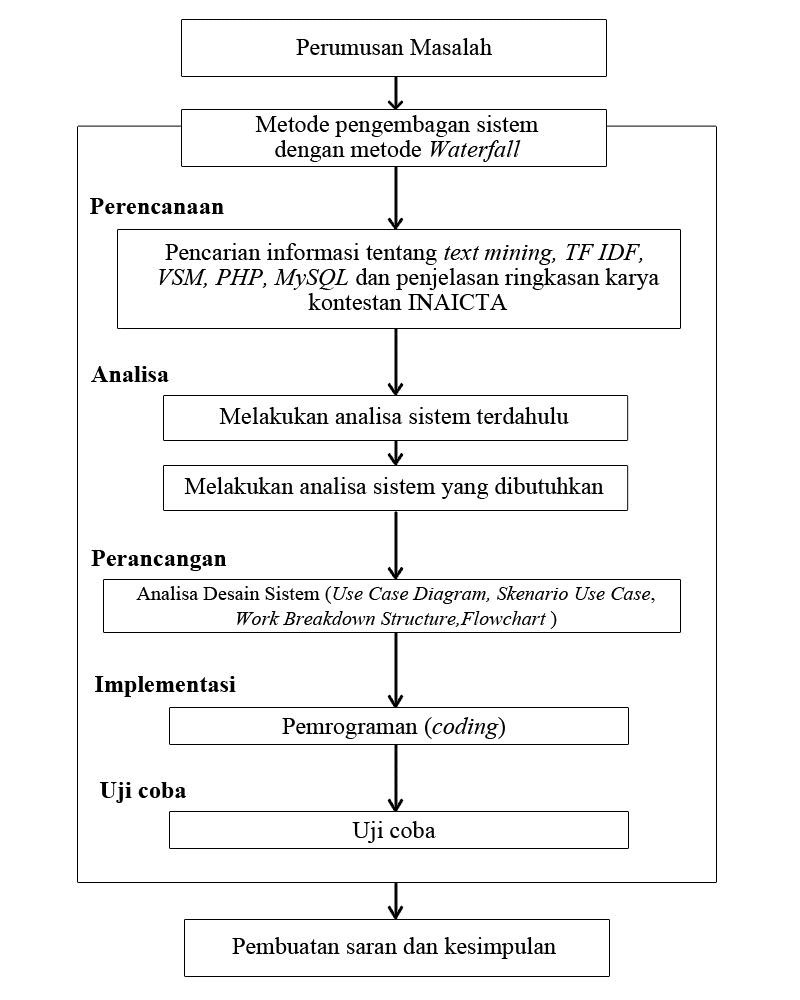 Perumusan Masalah
Metode pengembagan sistem
dengan metode Waterfall
Perencanaan
Pencarian informasi tentang text mining, TF IDF,
VSM, PHP, MySQL dan penjelasan ringkasan karya
kontestan INAICTA
Analisa
Melakukan analisa sistem terdahulu
Melakukan analisa sistem yang dibutuhkan
Perancangan
Analisa Desain Sistem (Use Case Diagram, Skenario Use Case,
Work Breakdown Structure,Flowchart )
Implementasi
Pemrograman (coding)
Uji coba
Uji coba
Pembuatan saran dan kesimpulan